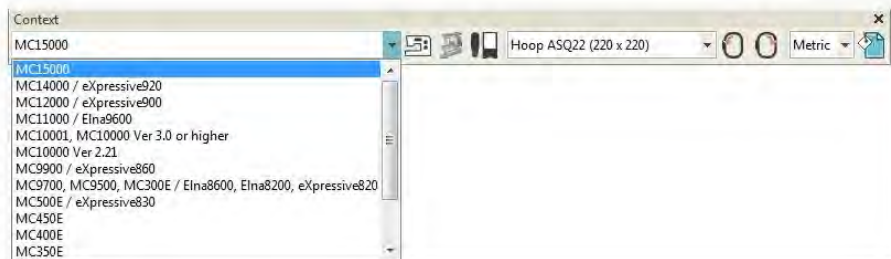 Context
MC15000 Hoop ASQ22 (220 x 220) Metric
MC15000
MC14000 / eXpressive920
MC12000 / eXpressive900
MC11000 / Elna9600
MC10001, MC10000 Ver 3.0 or higher
MC10000 Ver 2.21
MC9900 / eXpressive860
MC9700, MC9500, MC300E / Elna8600, Elna8200, eXpressive820
MC500E / eXpressive830
MC450E
MC400E
MC350E